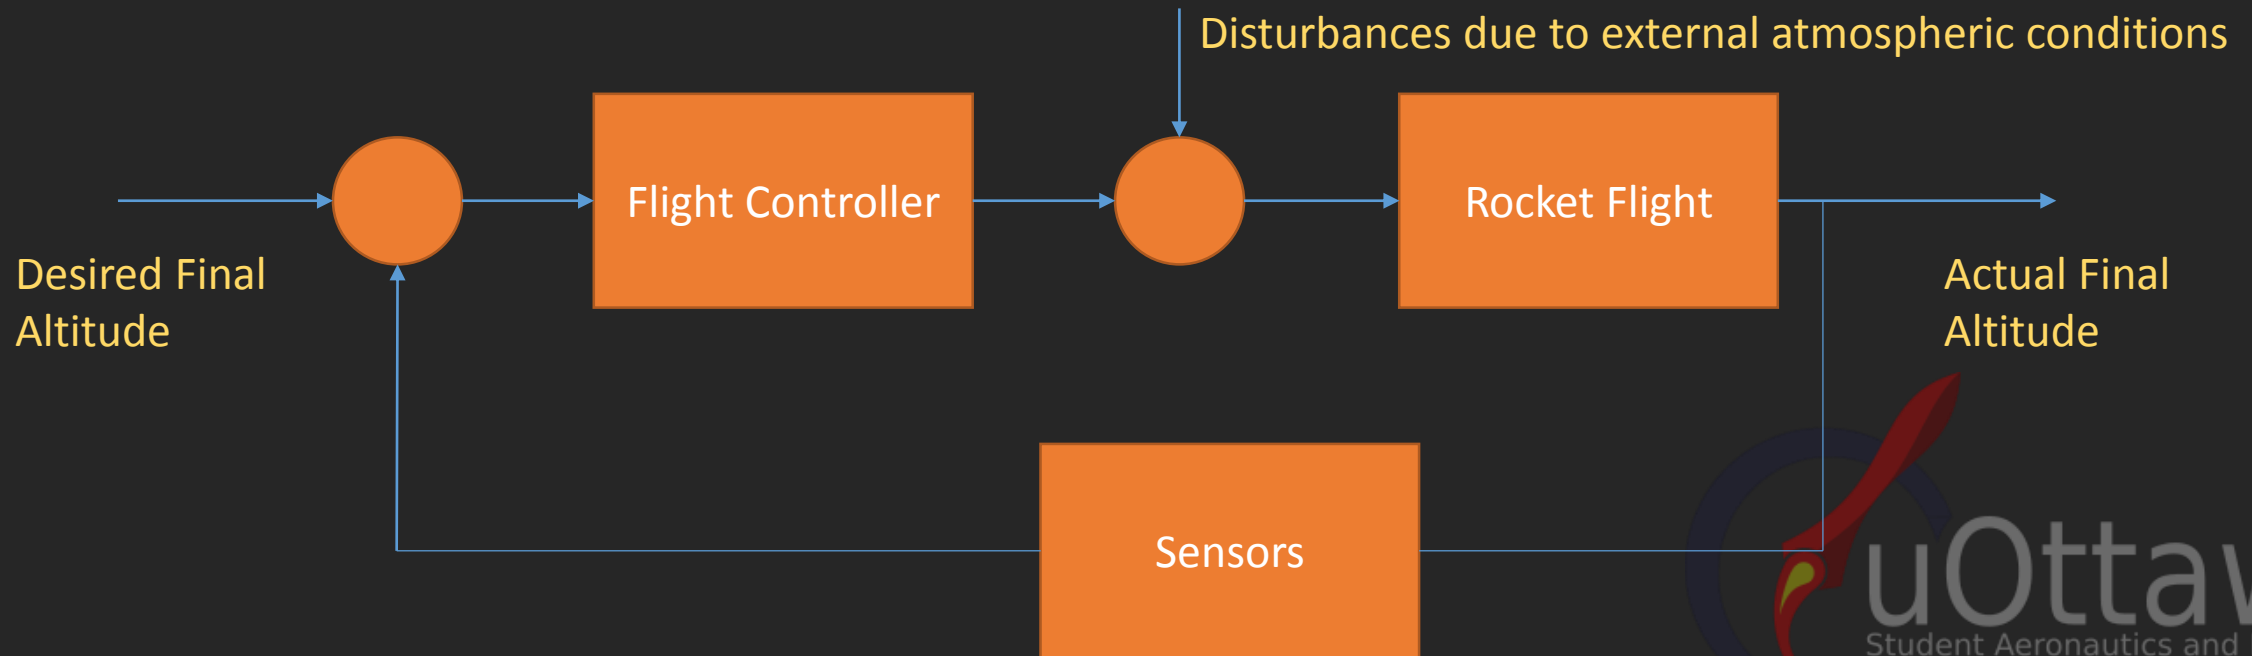 Disturbances due to external atmospheric conditions
Flight Controller
Rocket Flight
Desired Final
Altitude
Actual Final
Altitude
Sensors
Student Aeronautics and